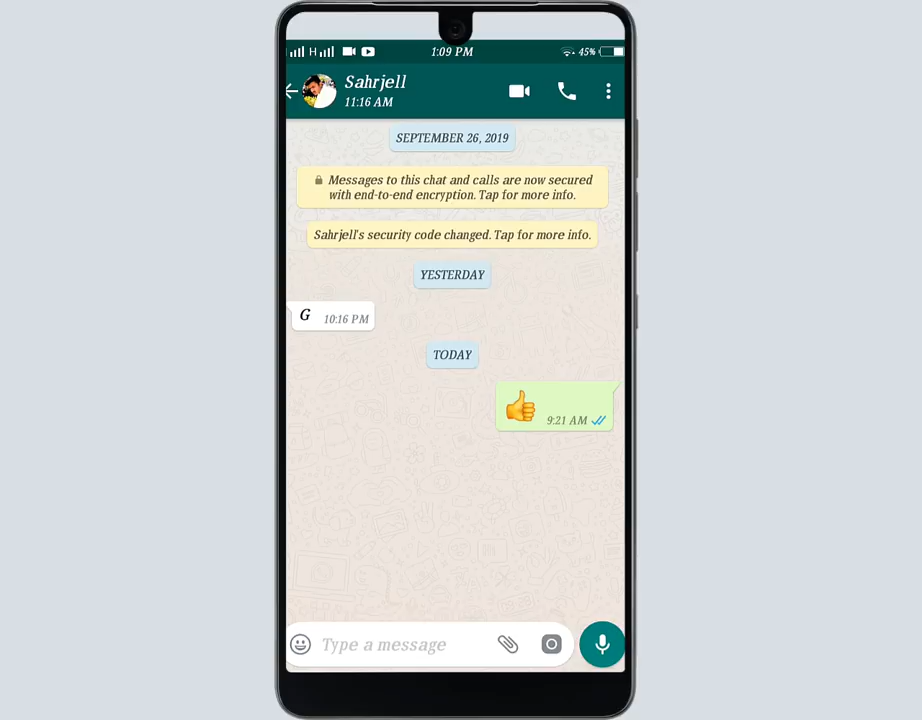 H 1:09 PM 45%
Sahrjell
11:16 AM
SEPTEMBER 26, 2019
Messages to this chat and calls are now secured
with end-to-end encryption. Tap for more info.
Sahrjell's security code changed. Tap for more info.
YESTERDAY
G 10:16 PM
TODAY
👍 9:21 AM
Type a message